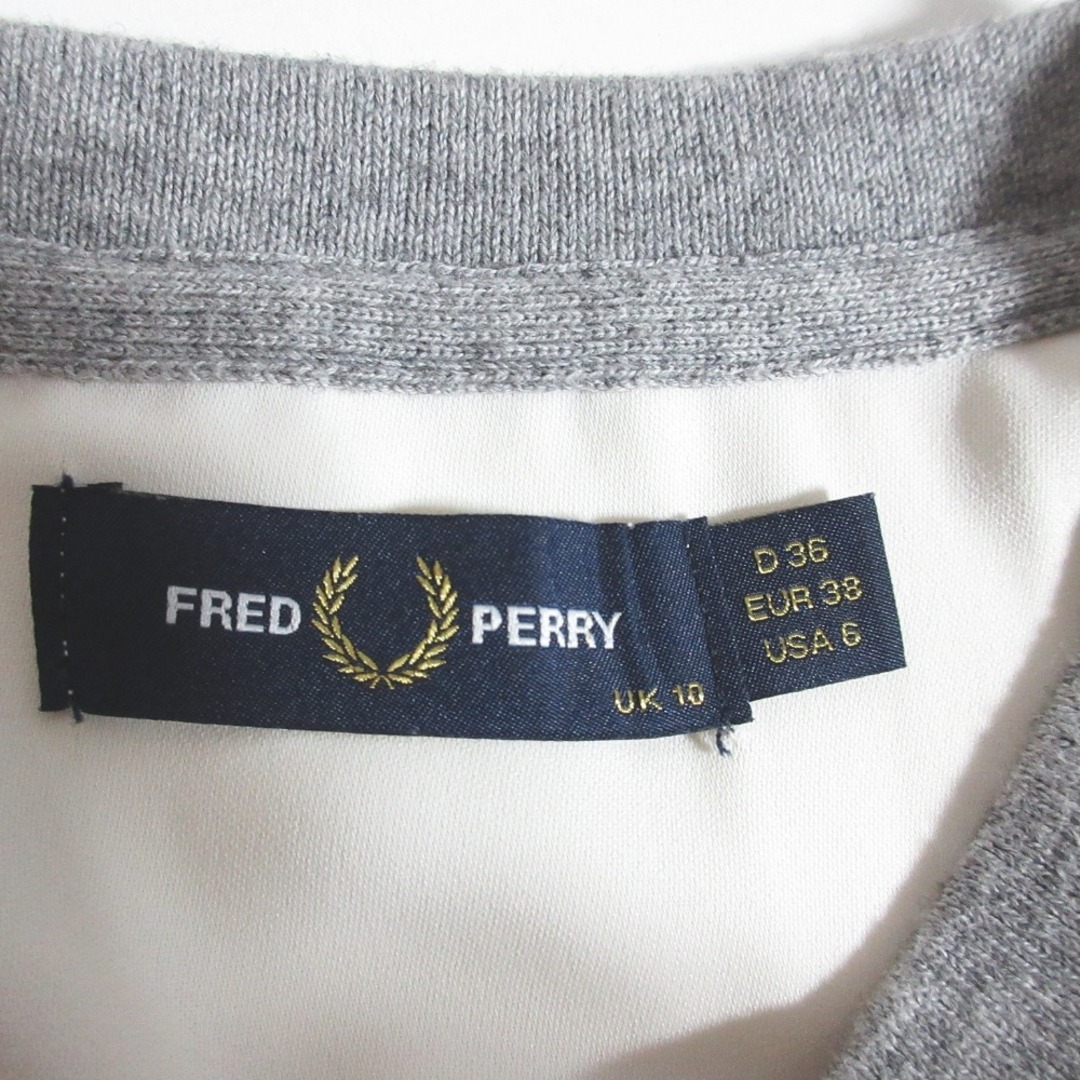 FRED PERRY
UK 10
D 36
EUR 38
USA 6